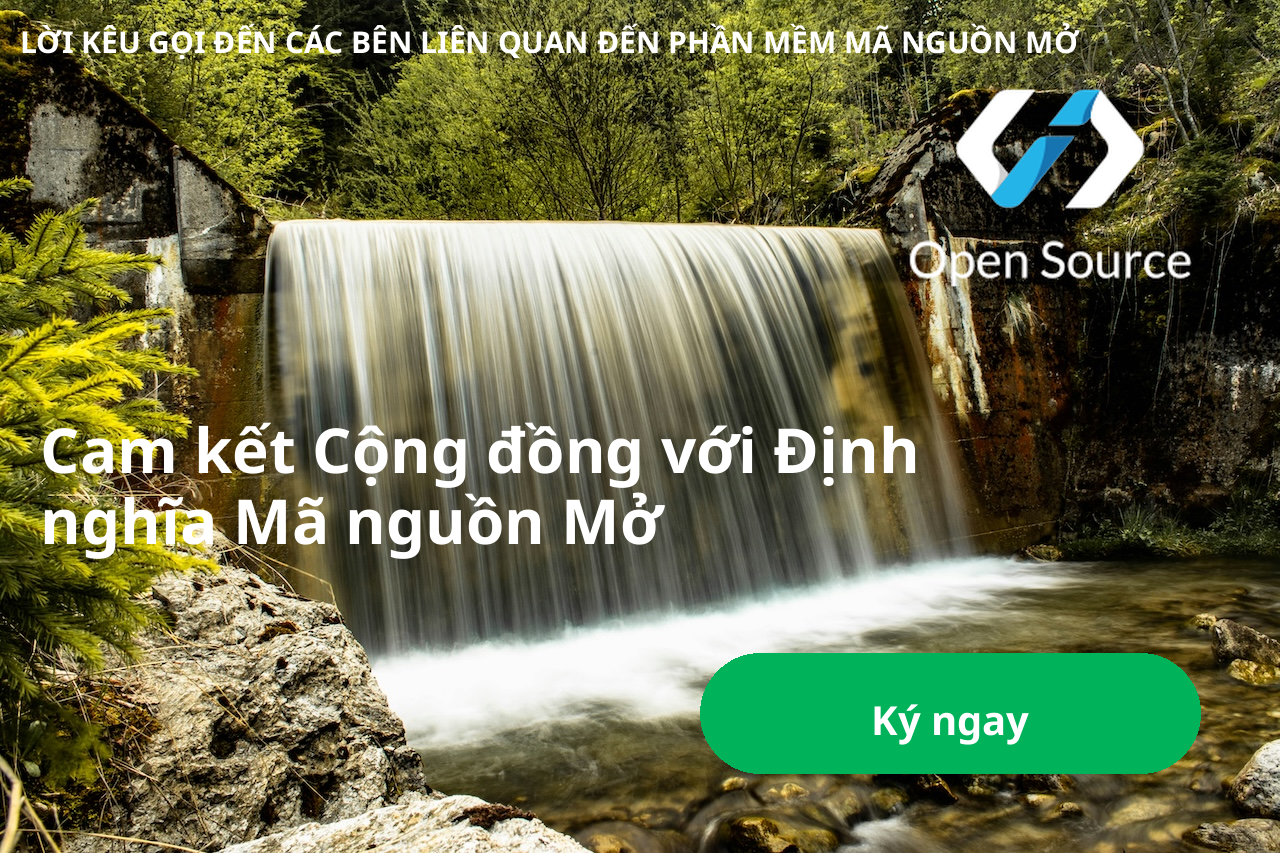 LỜI KÊU GỌI ĐẾN CÁC BÊN LIÊN QUAN ĐẾN PHẦN MỀM MÃ NGUỒN MỞ
Open Source
Cam kết Cộng đồng với Định
nghĩa Mã nguồn Mở
Ký ngay